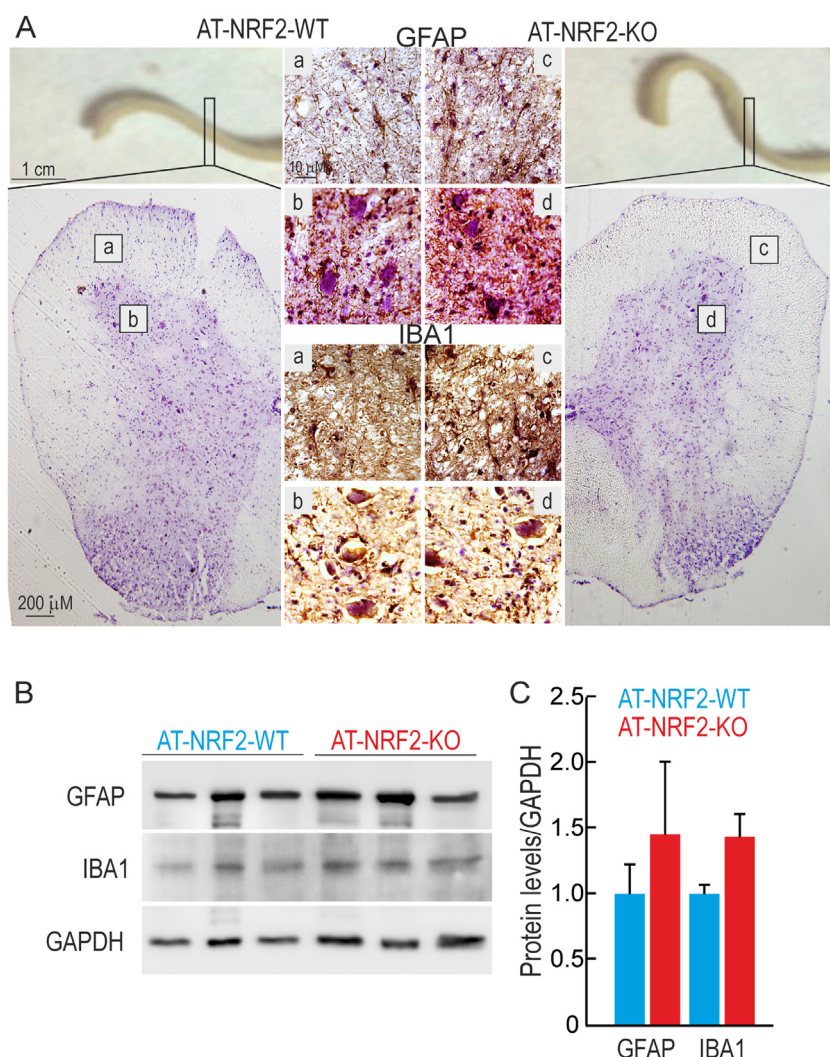 A
AT-NRF2-WT
GFAP
AT-NRF2-KO
a
c
1 cm
10 µM
b
d
a
b
c
d
IBA1
a
c
b
d
200 µM
B
AT-NRF2-WT
AT-NRF2-KO
GFAP
IBA1
GAPDH
C
AT-NRF2-WT
AT-NRF2-KO
Protein levels/GAPDH
2.5
2.0
1.5
1.0
0.5
0
GFAP
IBA1